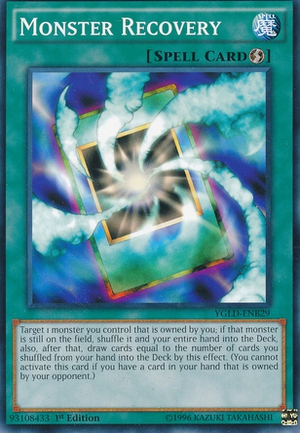 MONSTER RECOVERY
魔
[SPELL CARD]
YGLD-ENB29
Target 1 monster you control that is owned by you; if that monster
is still on the field, shuffle it and your entire hand into the Deck,
also, after that, draw cards equal to the number of cards you
shuffled from your hand into the Deck by this effect. (You cannot
activate this card if you have a card in your hand that is owned
by your opponent.)
93108433
1ST Edition
©1996 KAZUKI TAKAHASHI